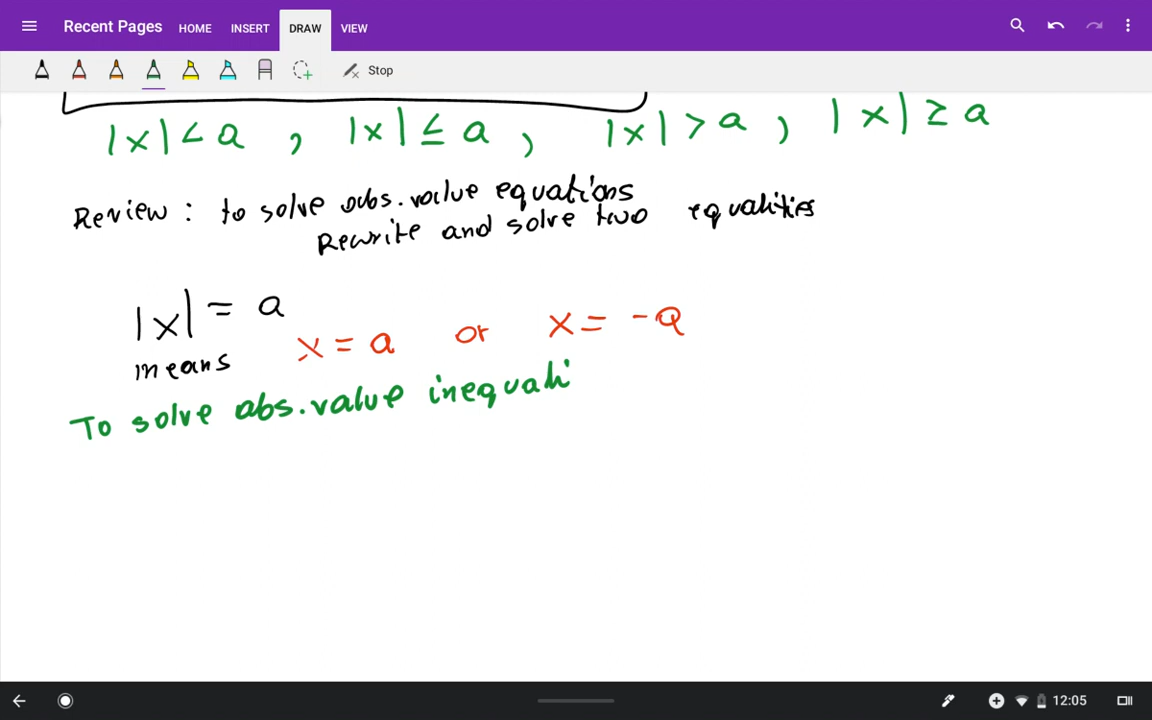 Recent Pages HOME INSERT DRAW VIEW
Stop
|x| < a , |x| ≤ a , |x| > a , |x| ≥ a
Review : to solve abs. value equations
Rewrite and solve two equalities
|x| = a
means x = a or x = -a
To solve abs. value inequali
12:05